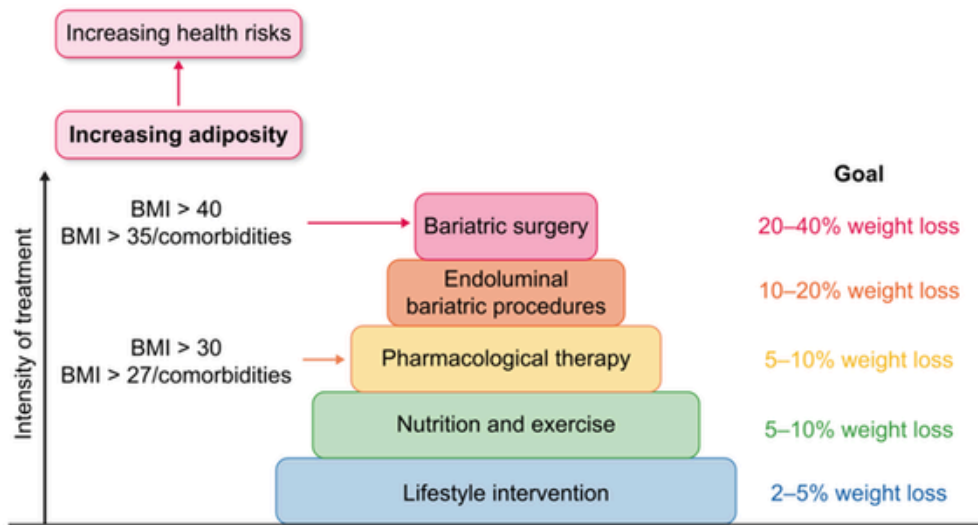 Increasing health risks
Increasing adiposity
Intensity of treatment
Goal
BMI > 40
BMI > 35/comorbidities
Bariatric surgery
20–40% weight loss
Endoluminal
bariatric procedures
10–20% weight loss
BMI > 30
BMI > 27/comorbidities
Pharmacological therapy
5–10% weight loss
Nutrition and exercise
5–10% weight loss
Lifestyle intervention
2–5% weight loss